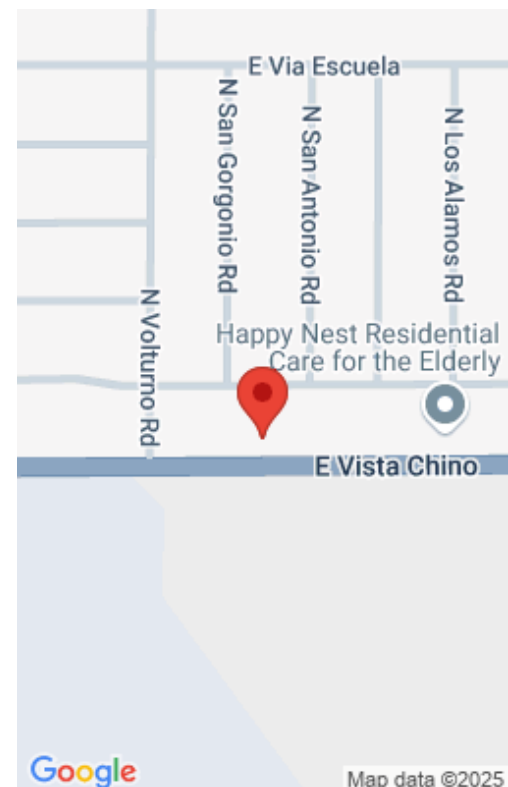 E Via Escuela
N San Gorgonio Rd
N San Antonio Rd
N Los Alamos Rd
N Volturno Rd
Happy Nest Residential
Care for the Elderly
E Vista Chino
Google
Map data ©2025